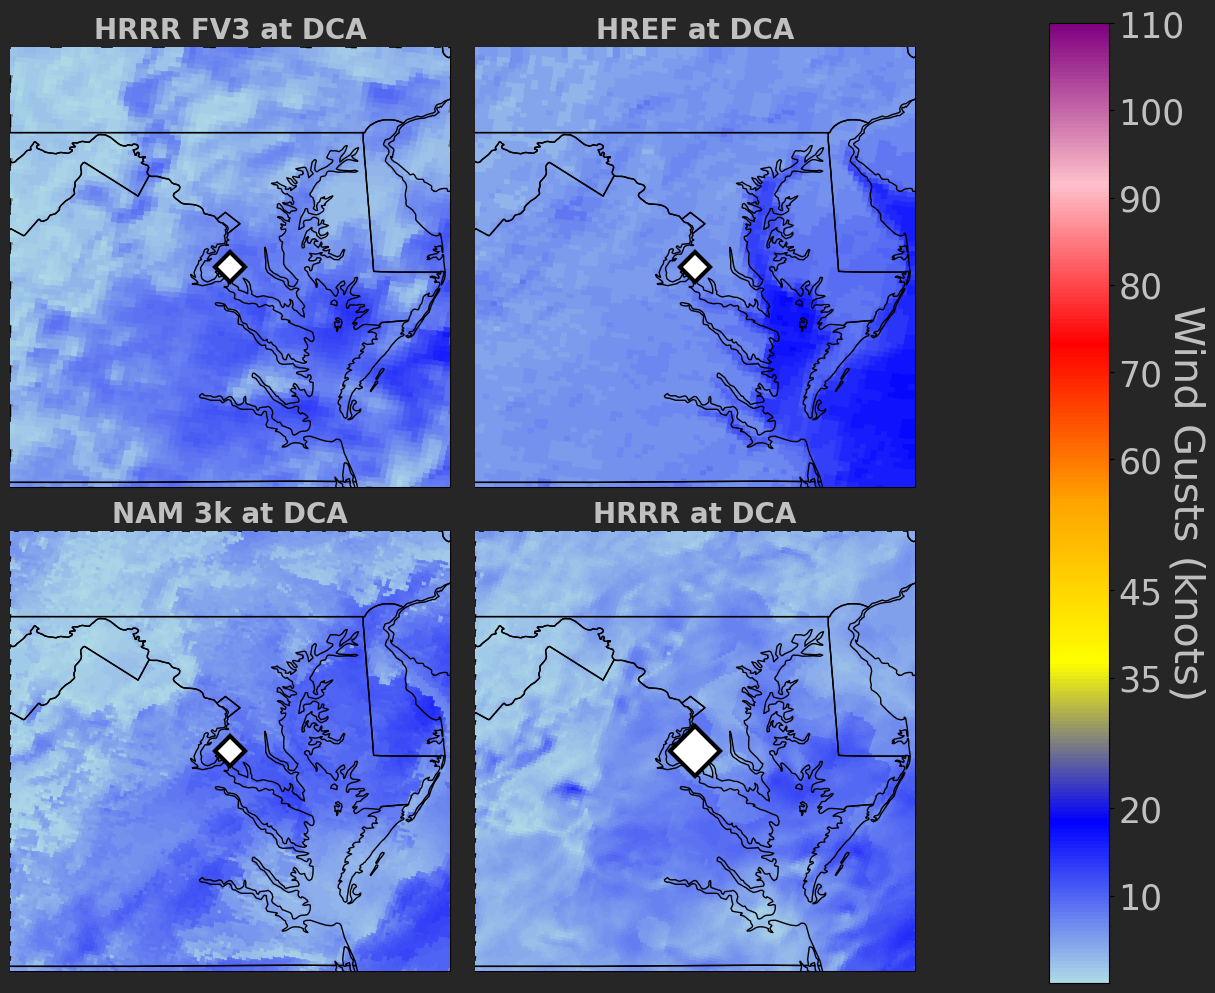 HRRR FV3 at DCA
HREF at DCA
NAM 3k at DCA
HRRR at DCA
110
100
90
80
70
60
45
35
20
10
Wind Gusts (knots)